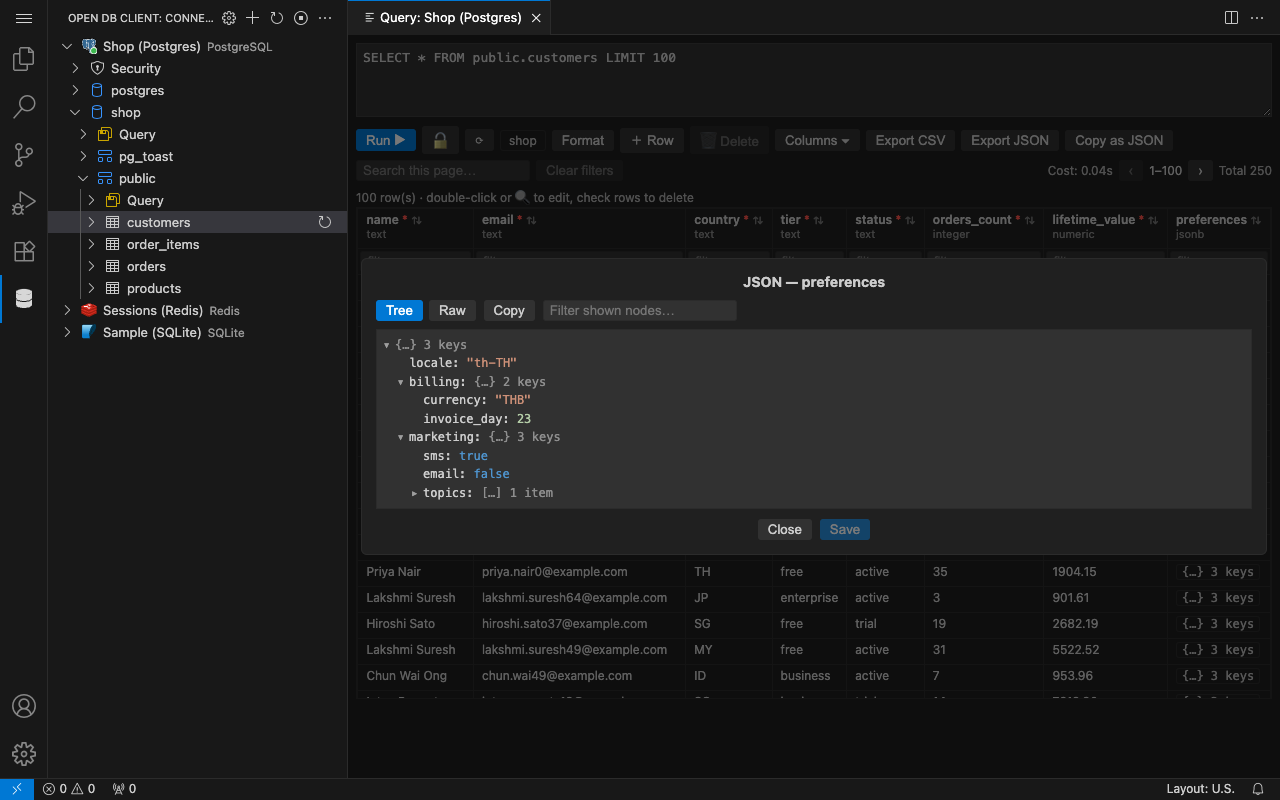 OPEN DB CLIENT: CONNE...
Shop (Postgres) PostgreSQL
Security
postgres
shop
Query
pg_toast
public
Query
customers
order_items
orders
products
Sessions (Redis) Redis
Sample (SQLite) SQLite
Query: Shop (Postgres)
SELECT * FROM public.customers LIMIT 100
Run shop Format + Row Delete Columns Export CSV Export JSON Copy as JSON
Search this page... Clear filters Cost: 0.04s ‹ 1–100 › Total 250
100 row(s) · double-click or to edit, check rows to delete
name * email * country * tier * status * orders_count * lifetime_value * preferences
text text text text text integer numeric jsonb
JSON — preferences
Tree Raw Copy Filter shown nodes...
{…} 3 keys
locale: "th-TH"
billing: {…} 2 keys
currency: "THB"
invoice_day: 23
marketing: {…} 3 keys
sms: true
email: false
topics: […] 1 item
Close Save
Priya Nair priya.nair0@example.com TH free active 35 1904.15 {…} 3 keys
Lakshmi Suresh lakshmi.suresh64@example.com JP enterprise active 3 901.61 {…} 3 keys
Hiroshi Sato hiroshi.sato37@example.com SG free trial 19 2682.19 {…} 3 keys
Lakshmi Suresh lakshmi.suresh49@example.com MY free active 31 5522.52 {…} 3 keys
Chun Wai Ong chun.wai49@example.com ID business active 7 953.96 {…} 3 keys
0 0 0
Layout: U.S.